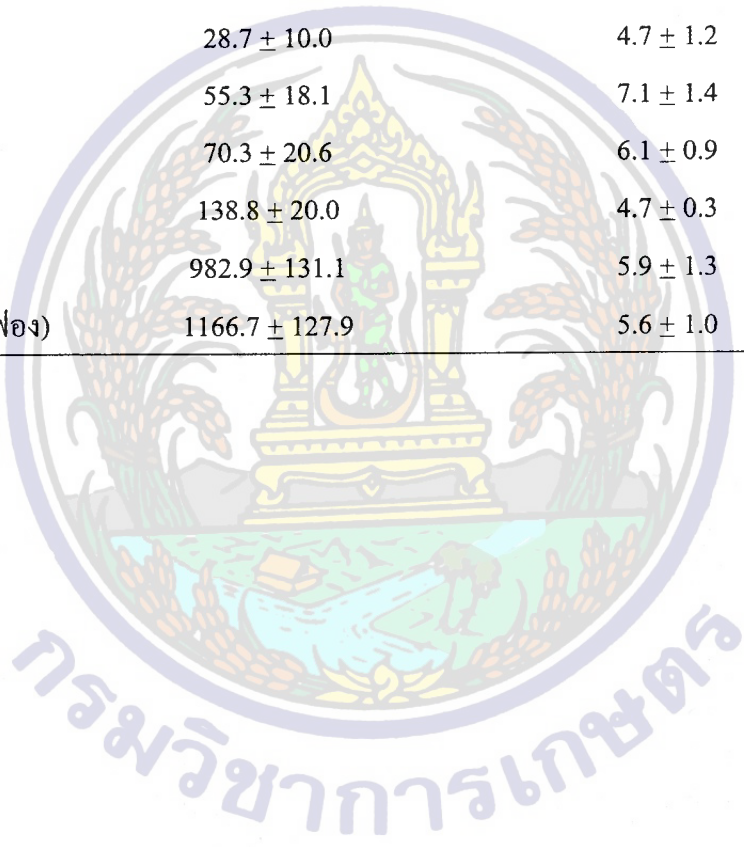 28.7 ± 10.0 4.7 ± 1.2
55.3 ± 18.1 7.1 ± 1.4
70.3 ± 20.6 6.1 ± 0.9
138.8 ± 20.0 4.7 ± 0.3
982.9 ± 131.1 5.9 ± 1.3
1166.7 ± 127.9 5.6 ± 1.0
กรมวิชาการเกษตร